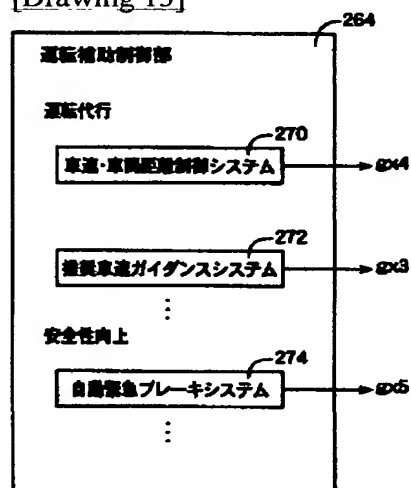 [Drawing 15]
264
運転補助制御部
運転代行
270
車速・車間距離制御システム
gx4
272
推奨車速ガイダンスシステム
gx3
安全性向上
274
自動緊急ブレーキシステム
gx5